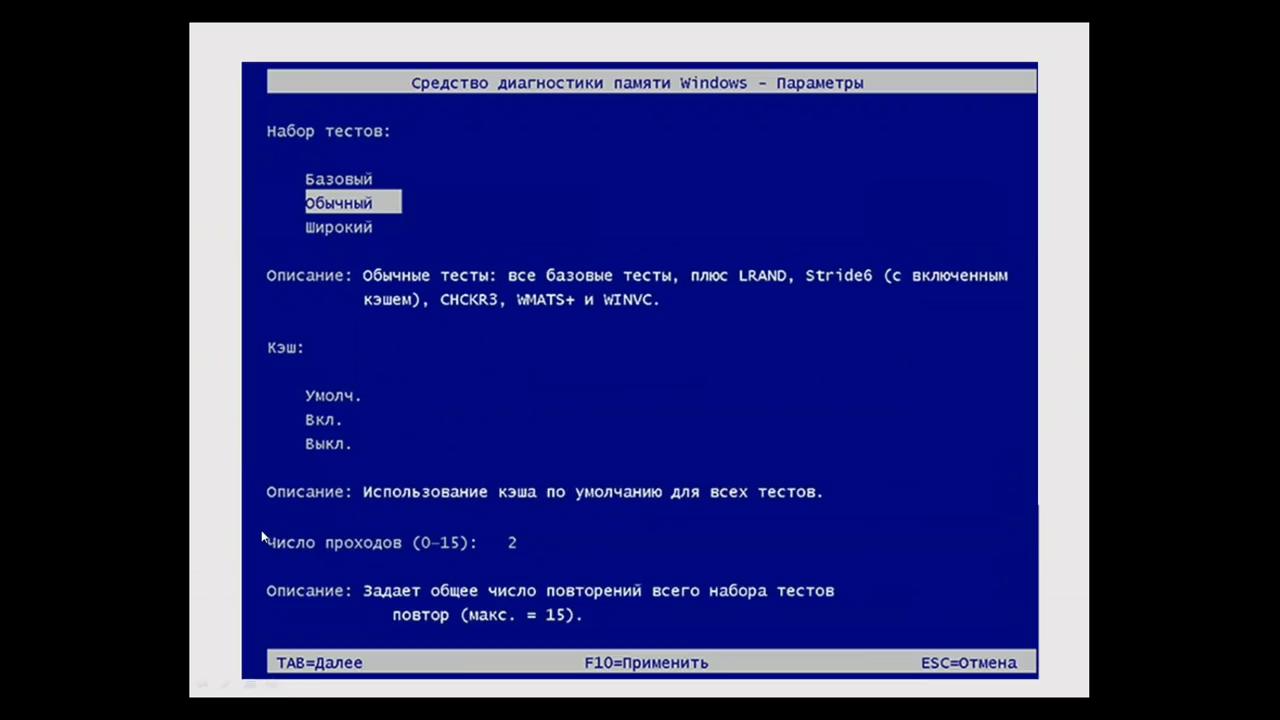 Средство диагностики памяти Windows – Параметры
Набор тестов:
Базовый
Обычный
Широкий
Описание: Обычные тесты: все базовые тесты, плюс LRAND, Stride6 (с включенным
кэшем), CHCKR3, WMATS+ и WINVC.
Кэш:
Умолч.
Вкл.
Выкл.
Описание: Использование кэша по умолчанию для всех тестов.
Число проходов (0–15): 2
Описание: Задает общее число повторений всего набора тестов
повтор (макс. = 15).
TAB=Далее F10=Применить ESC=Отмена